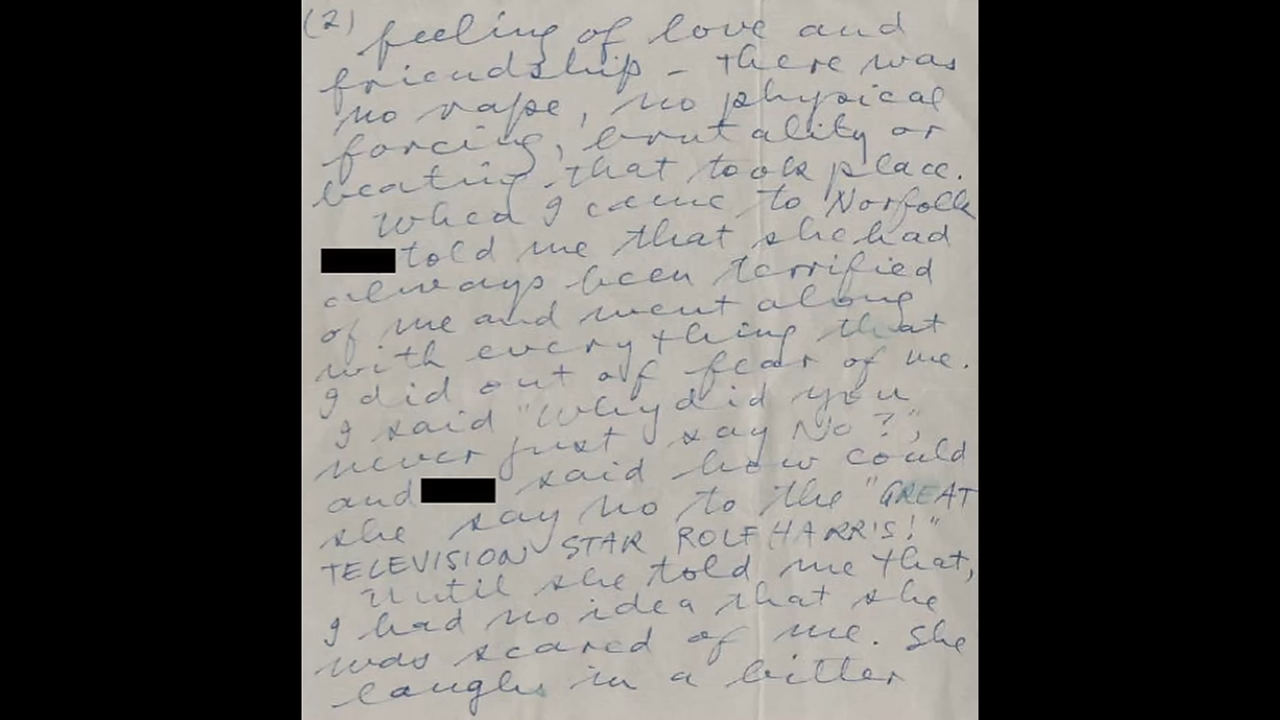 (2) feeling of love and
friendship - there was
no rape, no physical
forcing, brutality or
beating that took place.
When I came to Norfolk
told me that she had
always been terrified
of me and went along
with everything that
I did out of fear of me.
I said "Why did you
never just say No?",
and said how could
she say no to the "GREAT
TELEVISION STAR ROLF HARRIS!"
Until she told me that,
I had no idea that she
was scared of me. She
laughs in a bitter